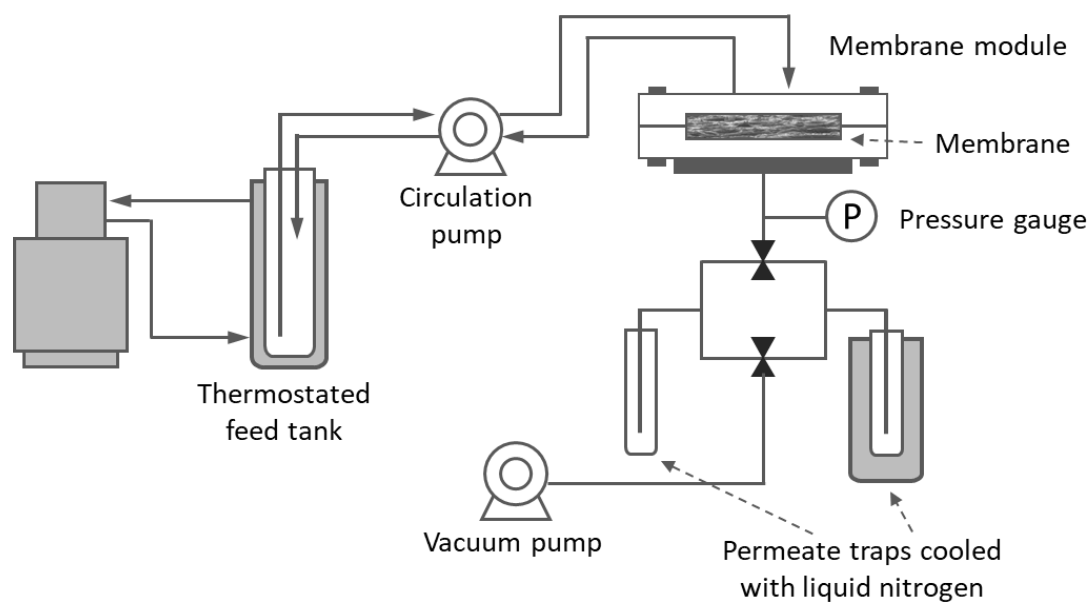 Membrane module
Membrane
Circulation
pump
P
Pressure gauge
Thermostated
feed tank
Vacuum pump
Permeate traps cooled
with liquid nitrogen